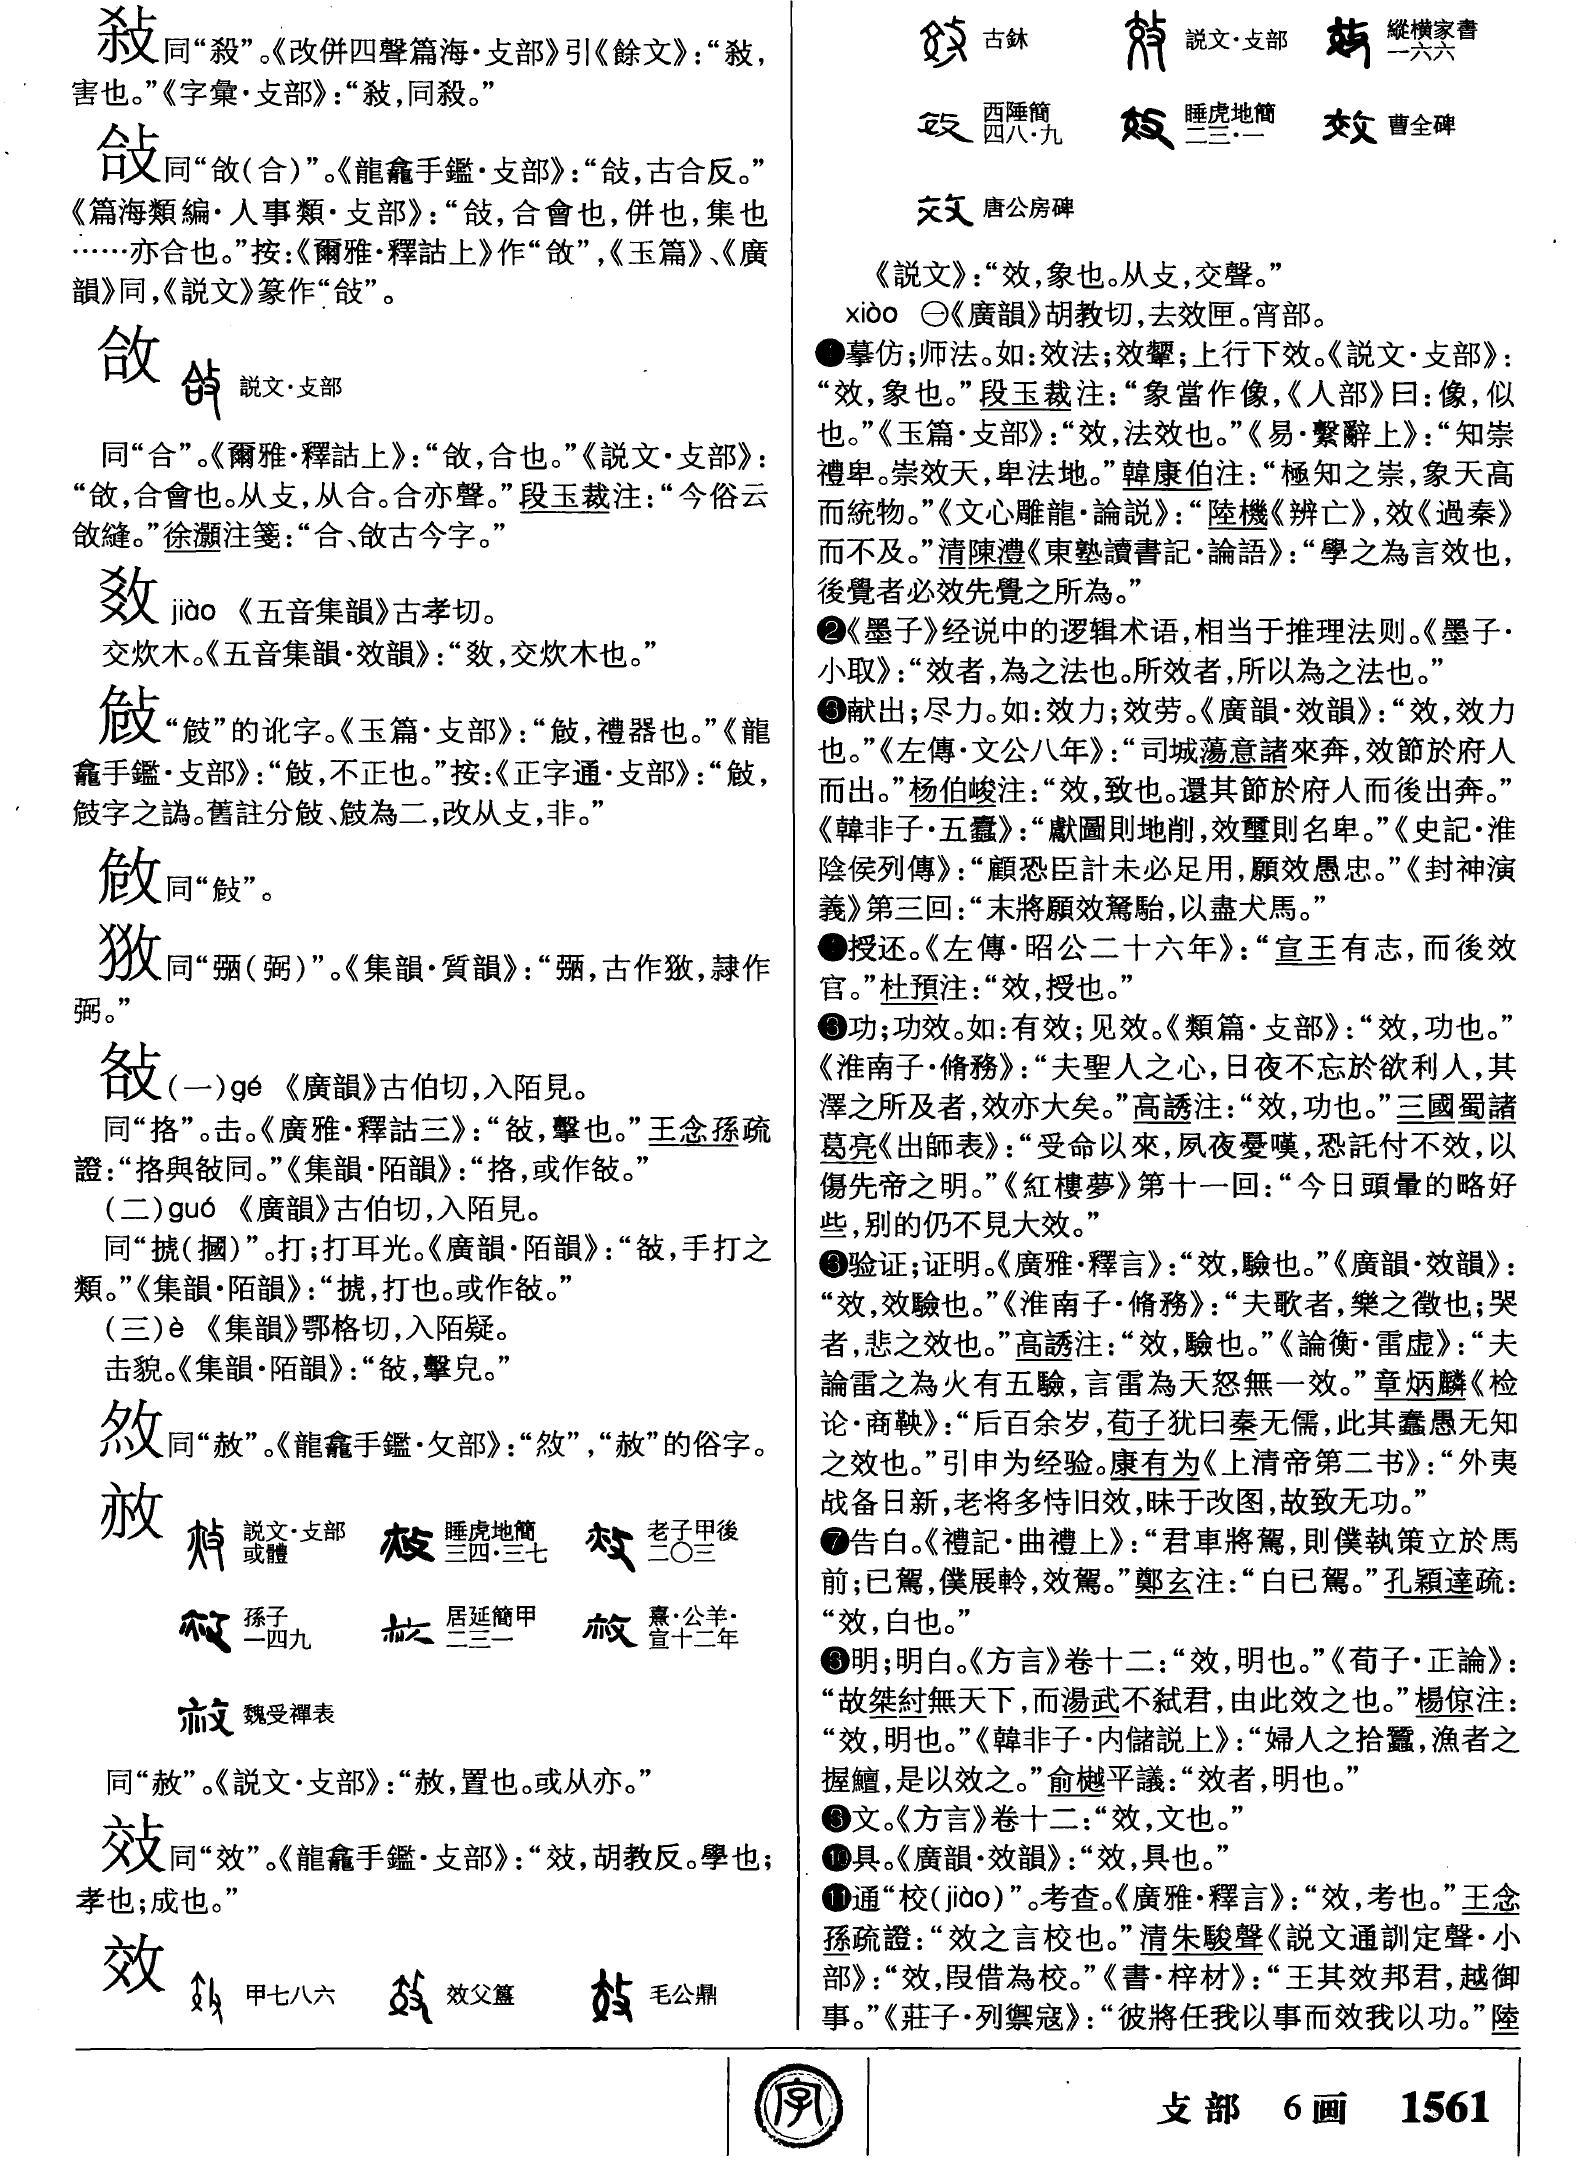 㪇同“殺”。《改併四聲篇海·攴部》引《餘文》：“㪇，
害也。”《字彙·攴部》：“㪇，同殺。”
敆同“敆(合)”。《龍龕手鑑·攴部》：“敆，古合反。”
《篇海類編·人事類·攴部》：“敆，合會也，併也，集也
……亦合也。”按：《爾雅·釋詁上》作“敆”，《玉篇》、《廣
韻》同，《説文》篆作“敆”。
敆
説文·攴部
同“合”。《爾雅·釋詁上》：“敆，合也。”《説文·攴部》：
“敆，合會也。从攴，从合。合亦聲。”段玉裁注：“今俗云
敆縫。”徐灝注箋：“合、敆古今字。”
jiào 《五音集韻》古孝切。
交炊木。《五音集韻·效韻》：“，交炊木也。”
“攲”的讹字。《玉篇·攴部》：“，禮器也。”《龍
龕手鑑·攴部》：“，不正也。”按：《正字通·攴部》：“，
攲字之譌。舊註分、攲為二，改从攴，非。”
同“”。
同“弻(弼)”。《集韻·質韻》：“弻，古作，隸作
弼。”
敋(一)gé 《廣韻》古伯切，入陌見。
同“挌”。击。《廣雅·釋詁三》：“敋，擊也。”王念孫疏
證：“挌與敋同。”《集韻·陌韻》：“挌，或作敋。”
(二)guó 《廣韻》古伯切，入陌見。
同“摵(摑)”。打；打耳光。《廣韻·陌韻》：“敋，手打之
類。”《集韻·陌韻》：“，打也。或作敋。”
(三)è 《集韻》鄂格切，入陌疑。
击貌。《集韻·陌韻》：“敋，擊皃。”
同“赦”。《龍龕手鑑·攵部》：“”，“赦”的俗字。
㪅
説文·攴部
或體
睡虎地簡
三四·三七
老子甲後
二〇三
孫子
一四九
居延簡甲
二三一
熹·公羊·
宣十二年
魏受禪表
同“赦”。《説文·攴部》：“赦，置也。或从亦。”
同“效”。《龍龕手鑑·攴部》：“，胡教反。學也；
孝也；成也。”
效
甲七八六
效父簋
毛公鼎
古鉥
説文·攴部
縱横家書
一六六
西陲簡
四八·九
睡虎地簡
二三·一
曹全碑
唐公房碑
《説文》：“效，象也。从攴，交聲。”
xiào ㊀《廣韻》胡教切，去效匣。宵部。
❶摹仿；师法。如：效法；效顰；上行下效。《説文·攴部》：
“效，象也。”段玉裁注：“象當作像，《人部》曰：像，似
也。”《玉篇·攴部》：“效，法效也。”《易·繫辭上》：“知崇
禮卑。崇效天，卑法地。”韓康伯注：“極知之崇，象天高
而統物。”《文心雕龍·論説》：“陸機《辨亡》，效《過秦》
而不及。”清陳澧《東塾讀書記·論語》：“學之為言效也，
後覺者必效先覺之所為。”
❷《墨子》经说中的逻辑术语，相当于推理法则。《墨子·
小取》：“效者，為之法也。所效者，所以為之法也。”
❸献出；尽力。如：效力；效劳。《廣韻·效韻》：“效，效力
也。”《左傳·文公八年》：“司城蕩意諸來奔，效節於府人
而出。”杨伯峻注：“效，致也。還其節於府人而後出奔。”
《韓非子·五蠹》：“獻圖則地削，效璽則名卑。”《史記·淮
陰侯列傳》：“顧恐臣計未必足用，願效愚忠。”《封神演
義》第三回：“末將願效駑駘，以盡犬馬。”
❹授还。《左傳·昭公二十六年》：“宣王有志，而後效
官。”杜預注：“效，授也。”
❺功；功效。如：有效；见效。《類篇·攴部》：“效，功也。”
《淮南子·脩務》：“夫聖人之心，日夜不忘於欲利人，其
澤之所及者，效亦大矣。”高誘注：“效，功也。”三國蜀諸
葛亮《出師表》：“受命以來，夙夜憂嘆，恐託付不效，以
傷先帝之明。”《紅樓夢》第十一回：“今日頭暈的略好
些，别的仍不見大效。”
❻验证；证明。《廣雅·釋言》：“效，驗也。”《廣韻·效韻》：
“效，效驗也。”《淮南子·脩務》：“夫歌者，樂之徵也；哭
者，悲之效也。”高誘注：“效，驗也。”《論衡·雷虚》：“夫
論雷之為火有五驗，言雷為天怒無一效。”章炳麟《检
论·商鞅》：“后百余岁，荀子犹曰秦无儒，此其蠢愚无知
之效也。”引申为经验。康有为《上清帝第二书》：“外夷
战备日新，老将多恃旧效，昧于改图，故致无功。”
❼告白。《禮記·曲禮上》：“君車將駕，則僕執策立於馬
前；已駕，僕展軨，效駕。”鄭玄注：“白已駕。”孔穎達疏：
“效，白也。”
❽明；明白。《方言》卷十二：“效，明也。”《荀子·正論》：
“故桀紂無天下，而湯武不弑君，由此效之也。”楊倞注：
“效，明也。”《韓非子·内儲説上》：“婦人之拾蠶，漁者之
握鱣，是以效之。”俞樾平議：“效者，明也。”
❾文。《方言》卷十二：“效，文也。”
❿具。《廣韻·效韻》：“效，具也。”
⓫通“校(jiào)”。考查。《廣雅·釋言》：“效，考也。”王念
孫疏證：“效之言校也。”清朱駿聲《説文通訓定聲·小
部》：“效，叚借為校。”《書·梓材》：“王其效邦君，越御
事。”《莊子·列禦寇》：“彼將任我以事而效我以功。”陸
字
攴部 6画 1561